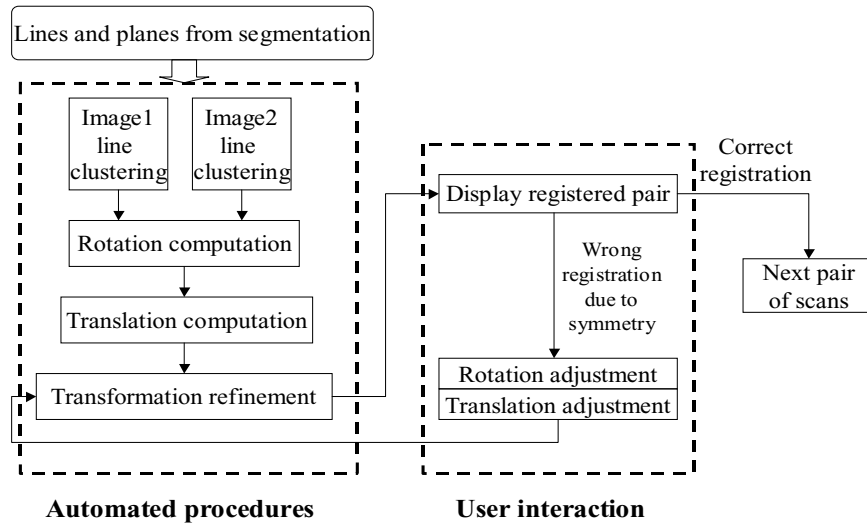 Lines and planes from segmentation
Image1
line
clustering
Image2
line
clustering
Rotation computation
Translation computation
Transformation refinement
Automated procedures
Display registered pair
Wrong
registration
due to
symmetry
Rotation adjustment
Translation adjustment
User interaction
Correct
registration
Next pair
of scans